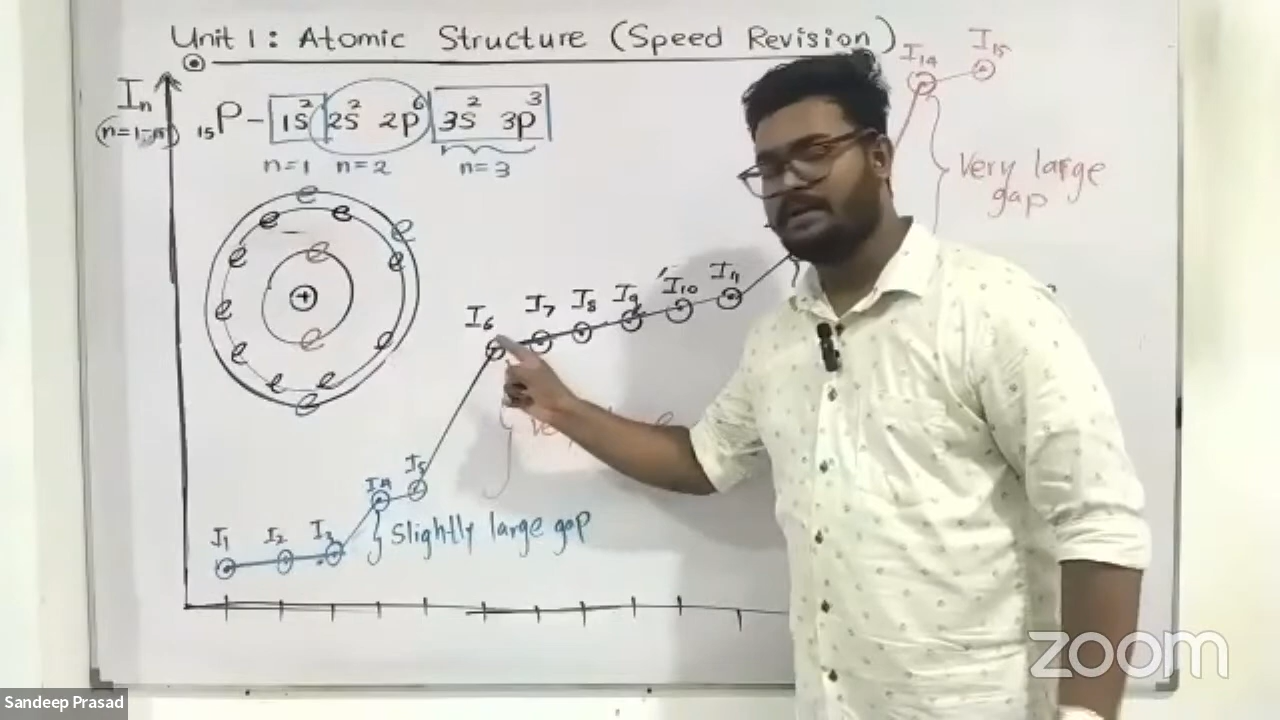 Unit 1: Atomic Structure (Speed Revision)
In
(n=1-15)
15P - 1s2 2s2 2p6 3s2 3p3
n=1 n=2 n=3
e e e e e e e e e e e e e e
+
I14 I15
Very large gap
I6 I7 I8 I9 I10 I11
I4 I5
I1 I2 I3
Slightly large gap
zoom
Sandeep Prasad